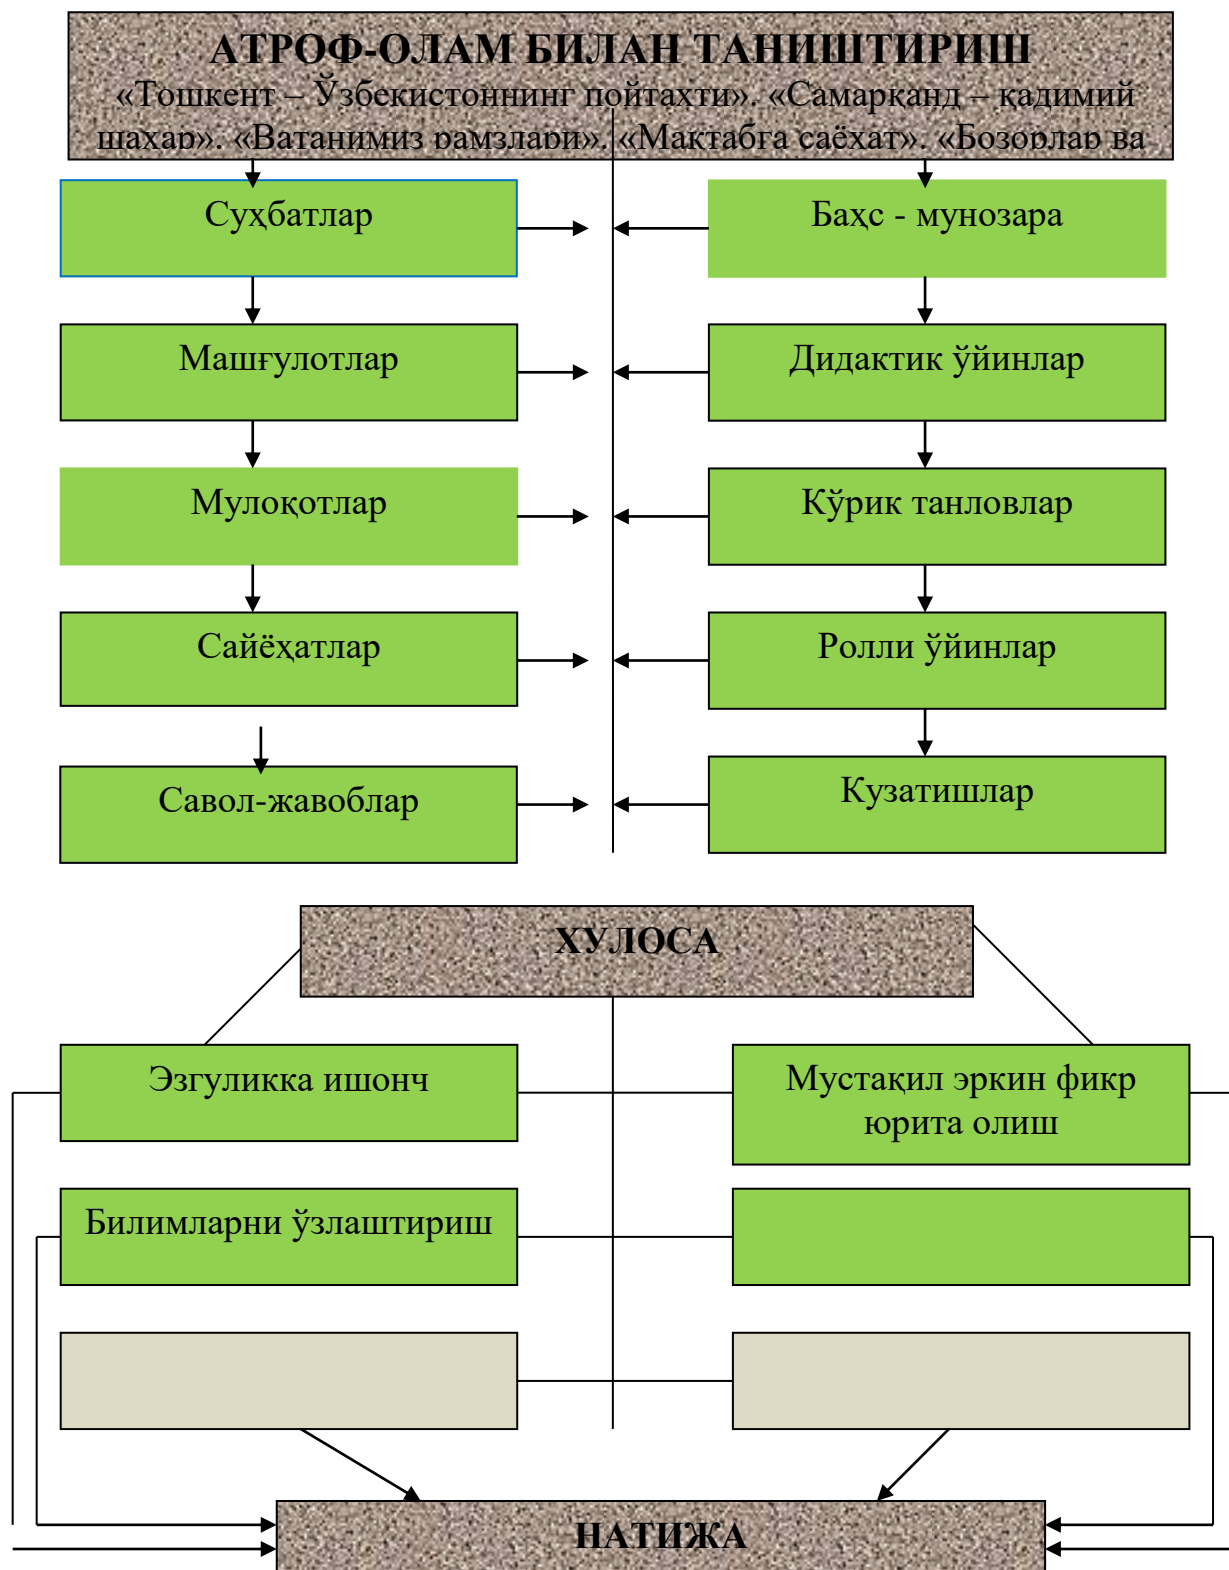 АТРОФ-ОЛАМ БИЛАН ТАНИШТИРИШ
«Тошкент – Ўзбекистоннинг пойтахти». «Самарқанд – қадимий
шаҳар». «Ватанимиз рамзлари». «Мактабга саёҳат». «Бозорлар ва
Суҳбатлар
Баҳс - мунозара
Машғулотлар
Дидактик ўйинлар
Мулоқотлар
Кўрик танловлар
Сайёҳатлар
Ролли ўйинлар
Савол-жавоблар
Кузатишлар
ХУЛОСА
Эзгуликка ишонч
Мустақил эркин фикр
юрита олиш
Билимларни ўзлаштириш
НАТИЖА